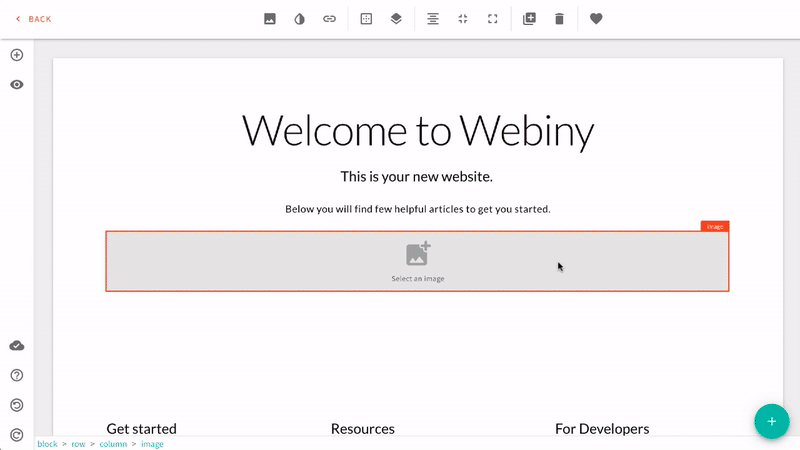 BACK
Welcome to Webiny
This is your new website.
Below you will find few helpful articles to get you started.
Image
Select an image
Get started Resources For Developers
block > row > column > image